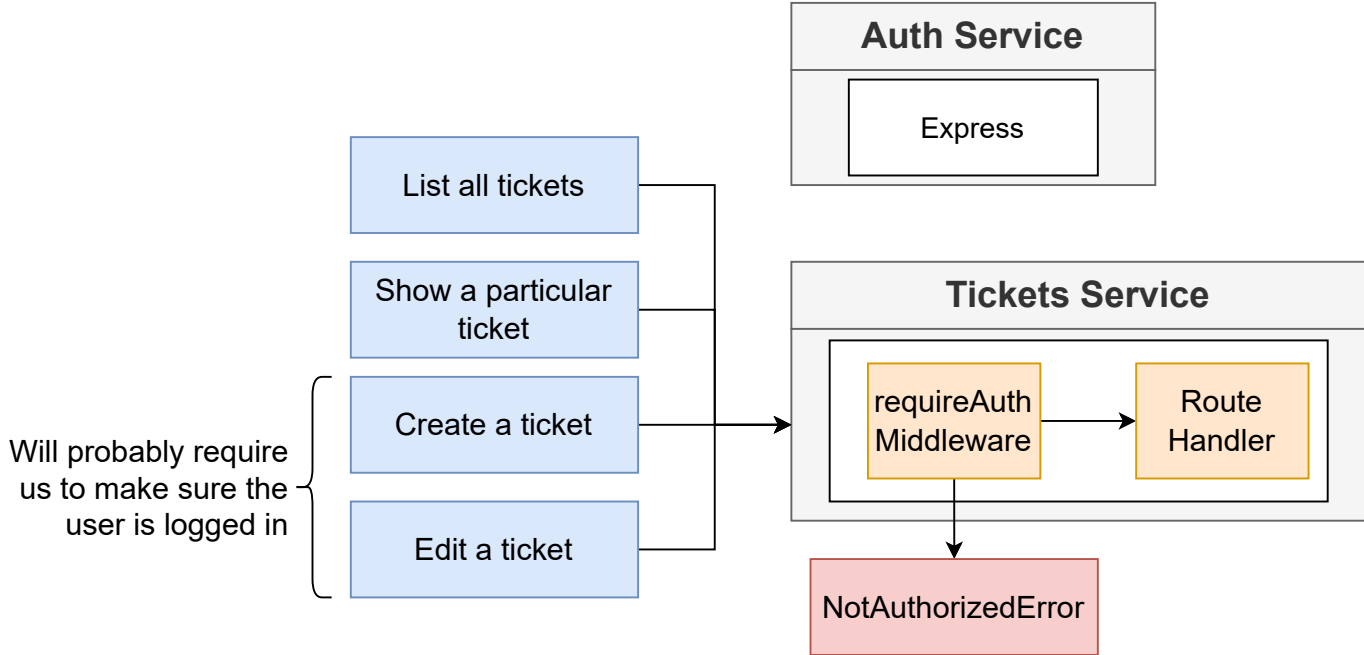 Auth Service
Express
List all tickets
Show a particular
ticket
Create a ticket
Edit a ticket
Will probably require
us to make sure the
user is logged in
Tickets Service
requireAuth
Middleware
Route
Handler
NotAuthorizedError